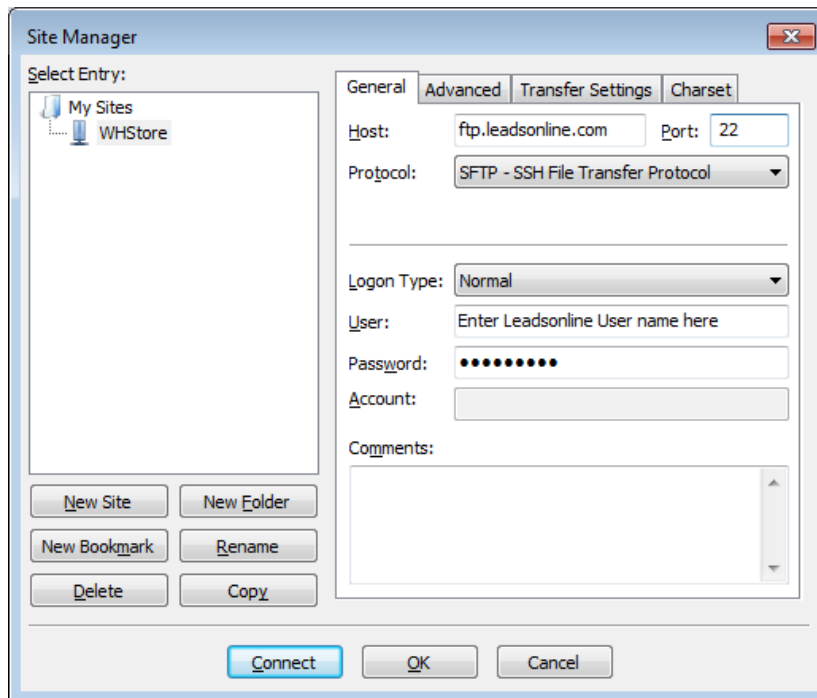 Site Manager
Select Entry:
My Sites
WHStore
New Site
New Folder
New Bookmark
Rename
Delete
Copy
General
Advanced
Transfer Settings
Charset
Host:
ftp.leadsonline.com
Port:
22
Protocol:
SFTP - SSH File Transfer Protocol
Logon Type:
Normal
User:
Enter Leadsonline User name here
Password:
●●●●●●●●●
Account:
Comments:
Connect
OK
Cancel